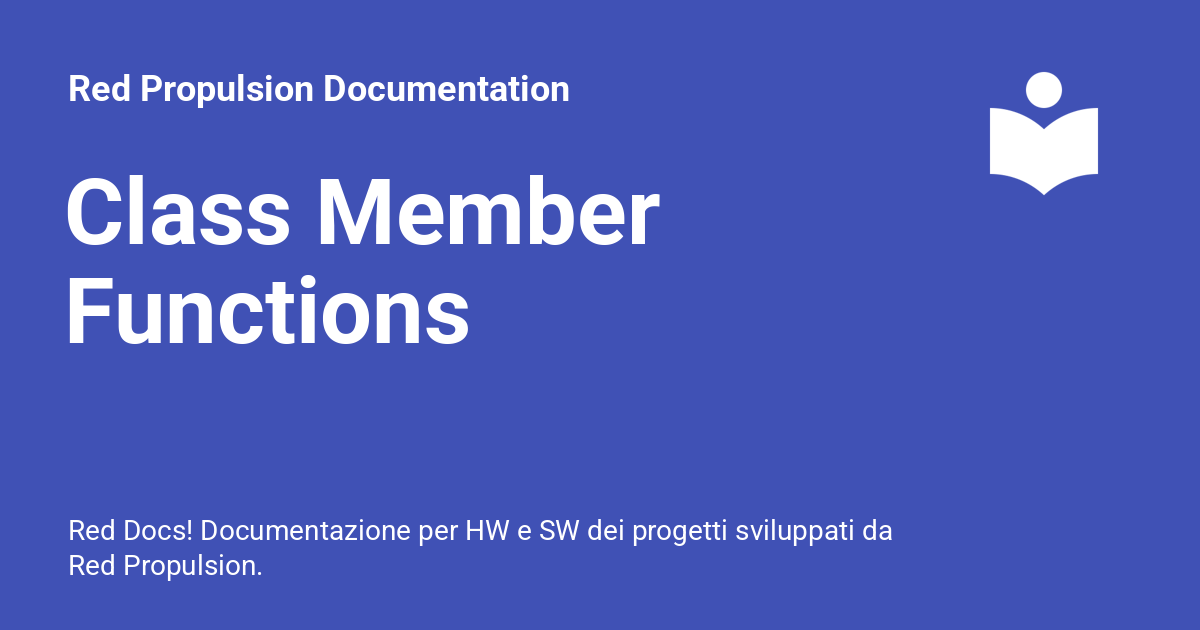 Red Propulsion Documentation
Class Member
Functions
Red Docs! Documentazione per HW e SW dei progetti sviluppati da
Red Propulsion.